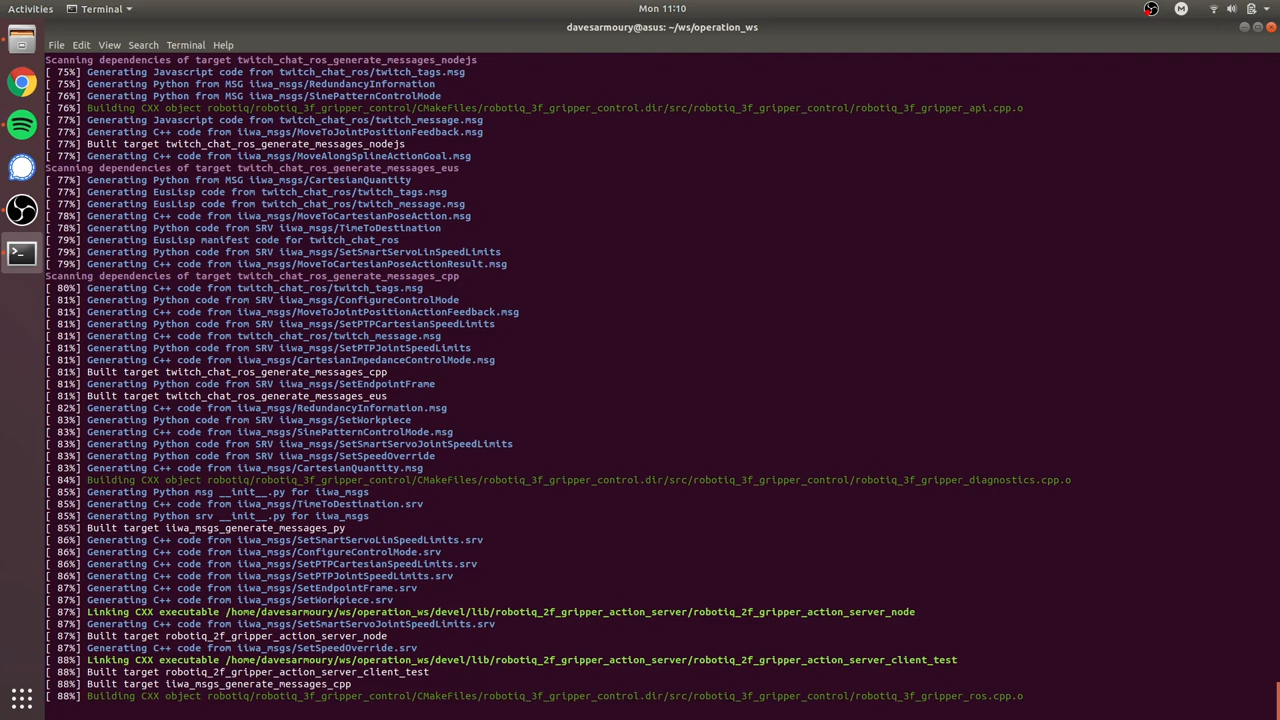 Activities
Terminal
Mon 11:10
M
davesarmoury@asus: ~/ws/operation_ws
File Edit View Search Terminal Help
Scanning dependencies of target twitch_chat_ros_generate_messages_nodejs
[ 75%] Generating Javascript code from twitch_chat_ros/twitch_tags.msg
[ 75%] Generating Python from MSG iiwa_msgs/RedundancyInformation
[ 76%] Generating Python from MSG iiwa_msgs/SinePatternControlMode
[ 76%] Building CXX object robotiq/robotiq_3f_gripper_control/CMakeFiles/robotiq_3f_gripper_control.dir/src/robotiq_3f_gripper_control/robotiq_3f_gripper_api.cpp.o
[ 77%] Generating Javascript code from twitch_chat_ros/twitch_message.msg
[ 77%] Generating C++ code from iiwa_msgs/MoveToJointPositionFeedback.msg
[ 77%] Built target twitch_chat_ros_generate_messages_nodejs
[ 77%] Generating C++ code from iiwa_msgs/MoveAlongSplineActionGoal.msg
Scanning dependencies of target twitch_chat_ros_generate_messages_eus
[ 77%] Generating Python from MSG iiwa_msgs/CartesianQuantity
[ 77%] Generating EusLisp code from twitch_chat_ros/twitch_tags.msg
[ 77%] Generating EusLisp code from twitch_chat_ros/twitch_message.msg
[ 78%] Generating C++ code from iiwa_msgs/MoveToCartesianPoseAction.msg
[ 78%] Generating Python code from SRV iiwa_msgs/TimeToDestination
[ 79%] Generating EusLisp manifest code for twitch_chat_ros
[ 79%] Generating Python code from SRV iiwa_msgs/SetSmartServoLinSpeedLimits
[ 79%] Generating C++ code from iiwa_msgs/MoveToCartesianPoseActionResult.msg
Scanning dependencies of target twitch_chat_ros_generate_messages_cpp
[ 80%] Generating C++ code from twitch_chat_ros/twitch_tags.msg
[ 81%] Generating Python code from SRV iiwa_msgs/ConfigureControlMode
[ 81%] Generating C++ code from iiwa_msgs/MoveToJointPositionActionFeedback.msg
[ 81%] Generating Python code from SRV iiwa_msgs/SetPTPCartesianSpeedLimits
[ 81%] Generating C++ code from twitch_chat_ros/twitch_message.msg
[ 81%] Generating Python code from SRV iiwa_msgs/SetPTPJointSpeedLimits
[ 81%] Generating C++ code from iiwa_msgs/CartesianImpedanceControlMode.msg
[ 81%] Built target twitch_chat_ros_generate_messages_cpp
[ 81%] Generating Python code from SRV iiwa_msgs/SetEndpointFrame
[ 81%] Built target twitch_chat_ros_generate_messages_eus
[ 82%] Generating C++ code from iiwa_msgs/RedundancyInformation.msg
[ 83%] Generating Python code from SRV iiwa_msgs/SetWorkpiece
[ 83%] Generating C++ code from iiwa_msgs/SinePatternControlMode.msg
[ 83%] Generating Python code from SRV iiwa_msgs/SetSmartServoJointSpeedLimits
[ 83%] Generating Python code from SRV iiwa_msgs/SetSpeedOverride
[ 83%] Generating C++ code from iiwa_msgs/CartesianQuantity.msg
[ 84%] Building CXX object robotiq/robotiq_3f_gripper_control/CMakeFiles/robotiq_3f_gripper_control.dir/src/robotiq_3f_gripper_control/robotiq_3f_gripper_diagnostics.cpp.o
[ 85%] Generating Python msg __init__.py for iiwa_msgs
[ 85%] Generating C++ code from iiwa_msgs/TimeToDestination.srv
[ 85%] Generating Python srv __init__.py for iiwa_msgs
[ 85%] Built target iiwa_msgs_generate_messages_py
[ 86%] Generating C++ code from iiwa_msgs/SetSmartServoLinSpeedLimits.srv
[ 86%] Generating C++ code from iiwa_msgs/ConfigureControlMode.srv
[ 86%] Generating C++ code from iiwa_msgs/SetPTPCartesianSpeedLimits.srv
[ 86%] Generating C++ code from iiwa_msgs/SetPTPJointSpeedLimits.srv
[ 87%] Generating C++ code from iiwa_msgs/SetEndpointFrame.srv
[ 87%] Generating C++ code from iiwa_msgs/SetWorkpiece.srv
[ 87%] Linking CXX executable /home/davesarmoury/ws/operation_ws/devel/lib/robotiq_2f_gripper_action_server/robotiq_2f_gripper_action_server_node
[ 87%] Generating C++ code from iiwa_msgs/SetSmartServoJointSpeedLimits.srv
[ 87%] Built target robotiq_2f_gripper_action_server_node
[ 87%] Generating C++ code from iiwa_msgs/SetSpeedOverride.srv
[ 88%] Linking CXX executable /home/davesarmoury/ws/operation_ws/devel/lib/robotiq_2f_gripper_action_server/robotiq_2f_gripper_action_server_client_test
[ 88%] Built target robotiq_2f_gripper_action_server_client_test
[ 88%] Built target iiwa_msgs_generate_messages_cpp
[ 88%] Building CXX object robotiq/robotiq_3f_gripper_control/CMakeFiles/robotiq_3f_gripper_control.dir/src/robotiq_3f_gripper_control/robotiq_3f_gripper_ros.cpp.o